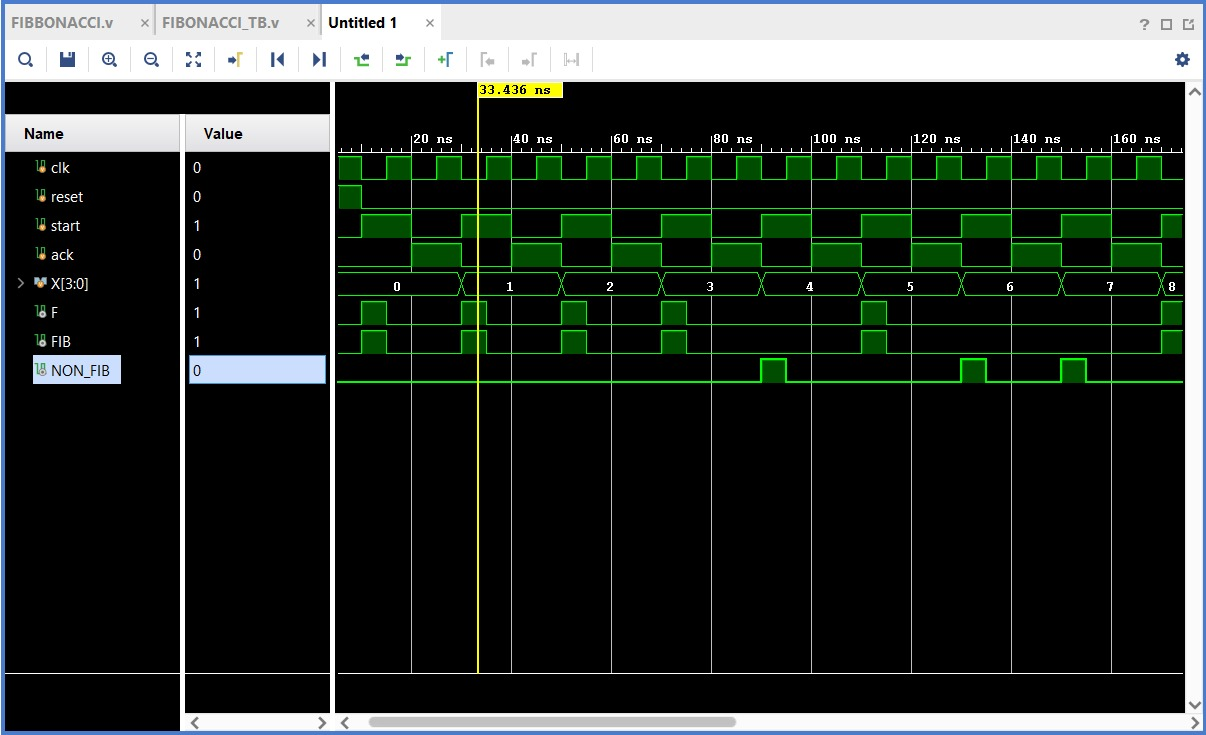 FIBBONACCI.v × FIBONACCI_TB.v × Untitled 1 × ?
33.436 ns
Name Value
20 ns 40 ns 60 ns 80 ns 100 ns 120 ns 140 ns 160 ns
clk 0
reset 0
start 1
ack 0
X[3:0] 1 0 1 2 3 4 5 6 7 8
F 1
FIB 1
NON_FIB 0